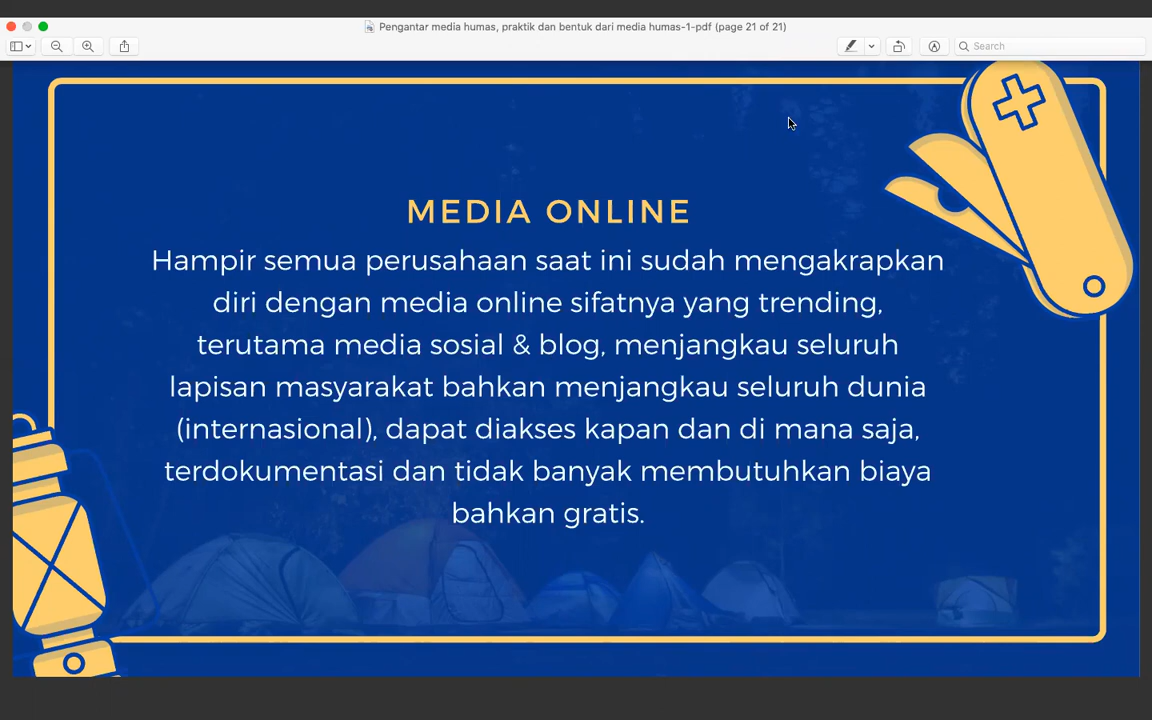 Pengantar media humas, praktik dan bentuk dari media humas-1-pdf (page 21 of 21)
Search
MEDIA ONLINE
Hampir semua perusahaan saat ini sudah mengakrapkan
diri dengan media online sifatnya yang trending,
terutama media sosial & blog, menjangkau seluruh
lapisan masyarakat bahkan menjangkau seluruh dunia
(internasional), dapat diakses kapan dan di mana saja,
terdokumentasi dan tidak banyak membutuhkan biaya
bahkan gratis.